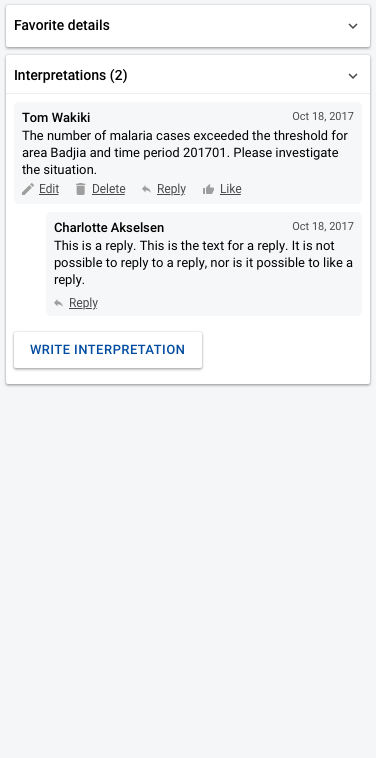 Favorite details
Interpretations (2)
Tom Wakiki Oct 18, 2017
The number of malaria cases exceeded the threshold for
area Badjia and time period 201701. Please investigate
the situation.
Edit Delete Reply Like
Charlotte Akselsen Oct 18, 2017
This is a reply. This is the text for a reply. It is not
possible to reply to a reply, nor is it possible to like a
reply.
Reply
WRITE INTERPRETATION